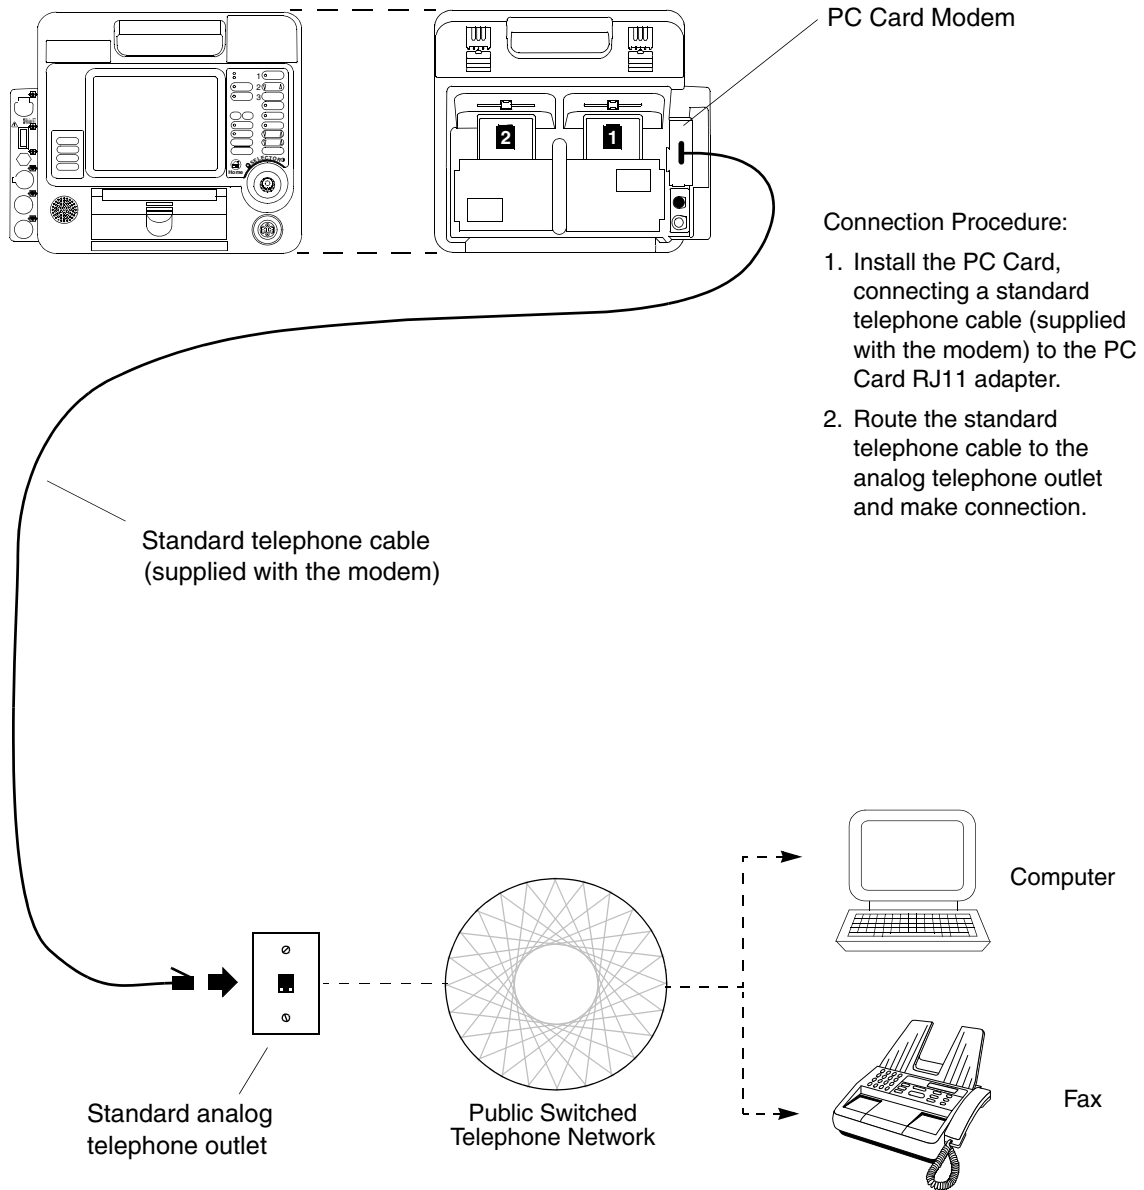 PC Card Modem
1
2
3
SELECTOR
Home
2
1
Connection Procedure:
1. Install the PC Card,
connecting a standard
telephone cable (supplied
with the modem) to the PC
Card RJ11 adapter.
2. Route the standard
telephone cable to the
analog telephone outlet
and make connection.
Standard telephone cable
(supplied with the modem)
Computer
Standard analog
telephone outlet
Public Switched
Telephone Network
Fax